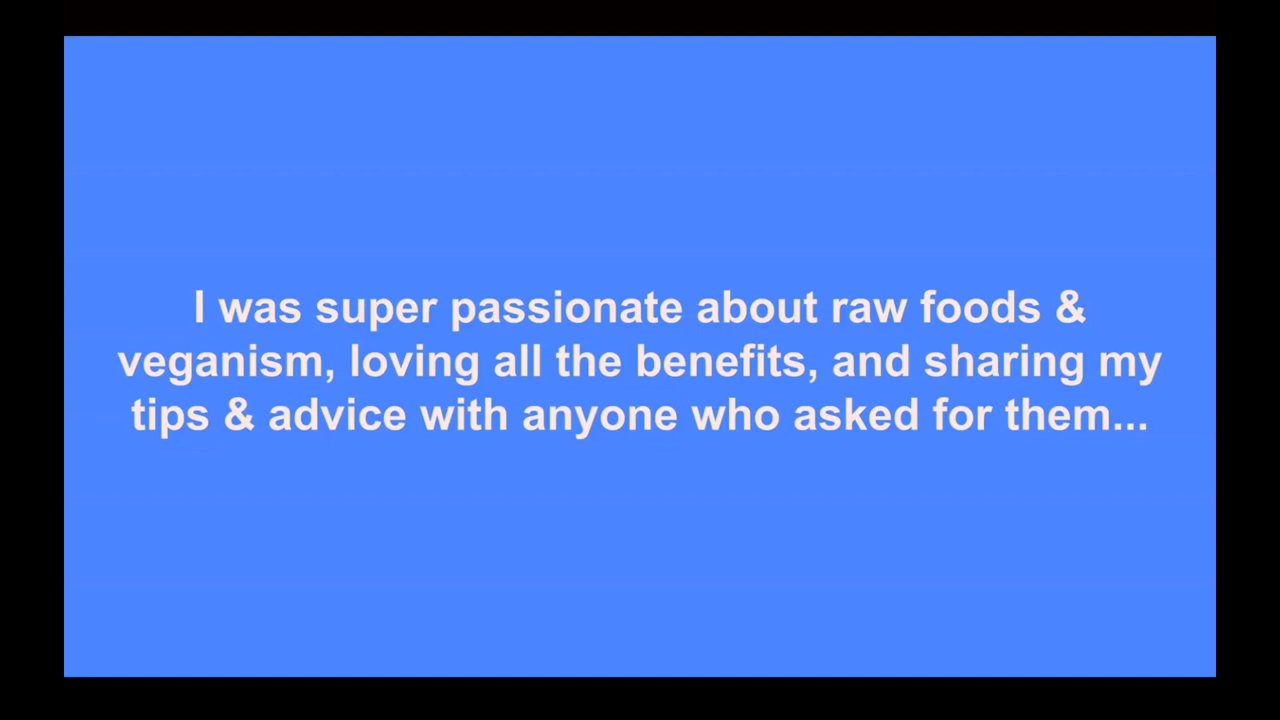 I was super passionate about raw foods &
veganism, loving all the benefits, and sharing my
tips & advice with anyone who asked for them...